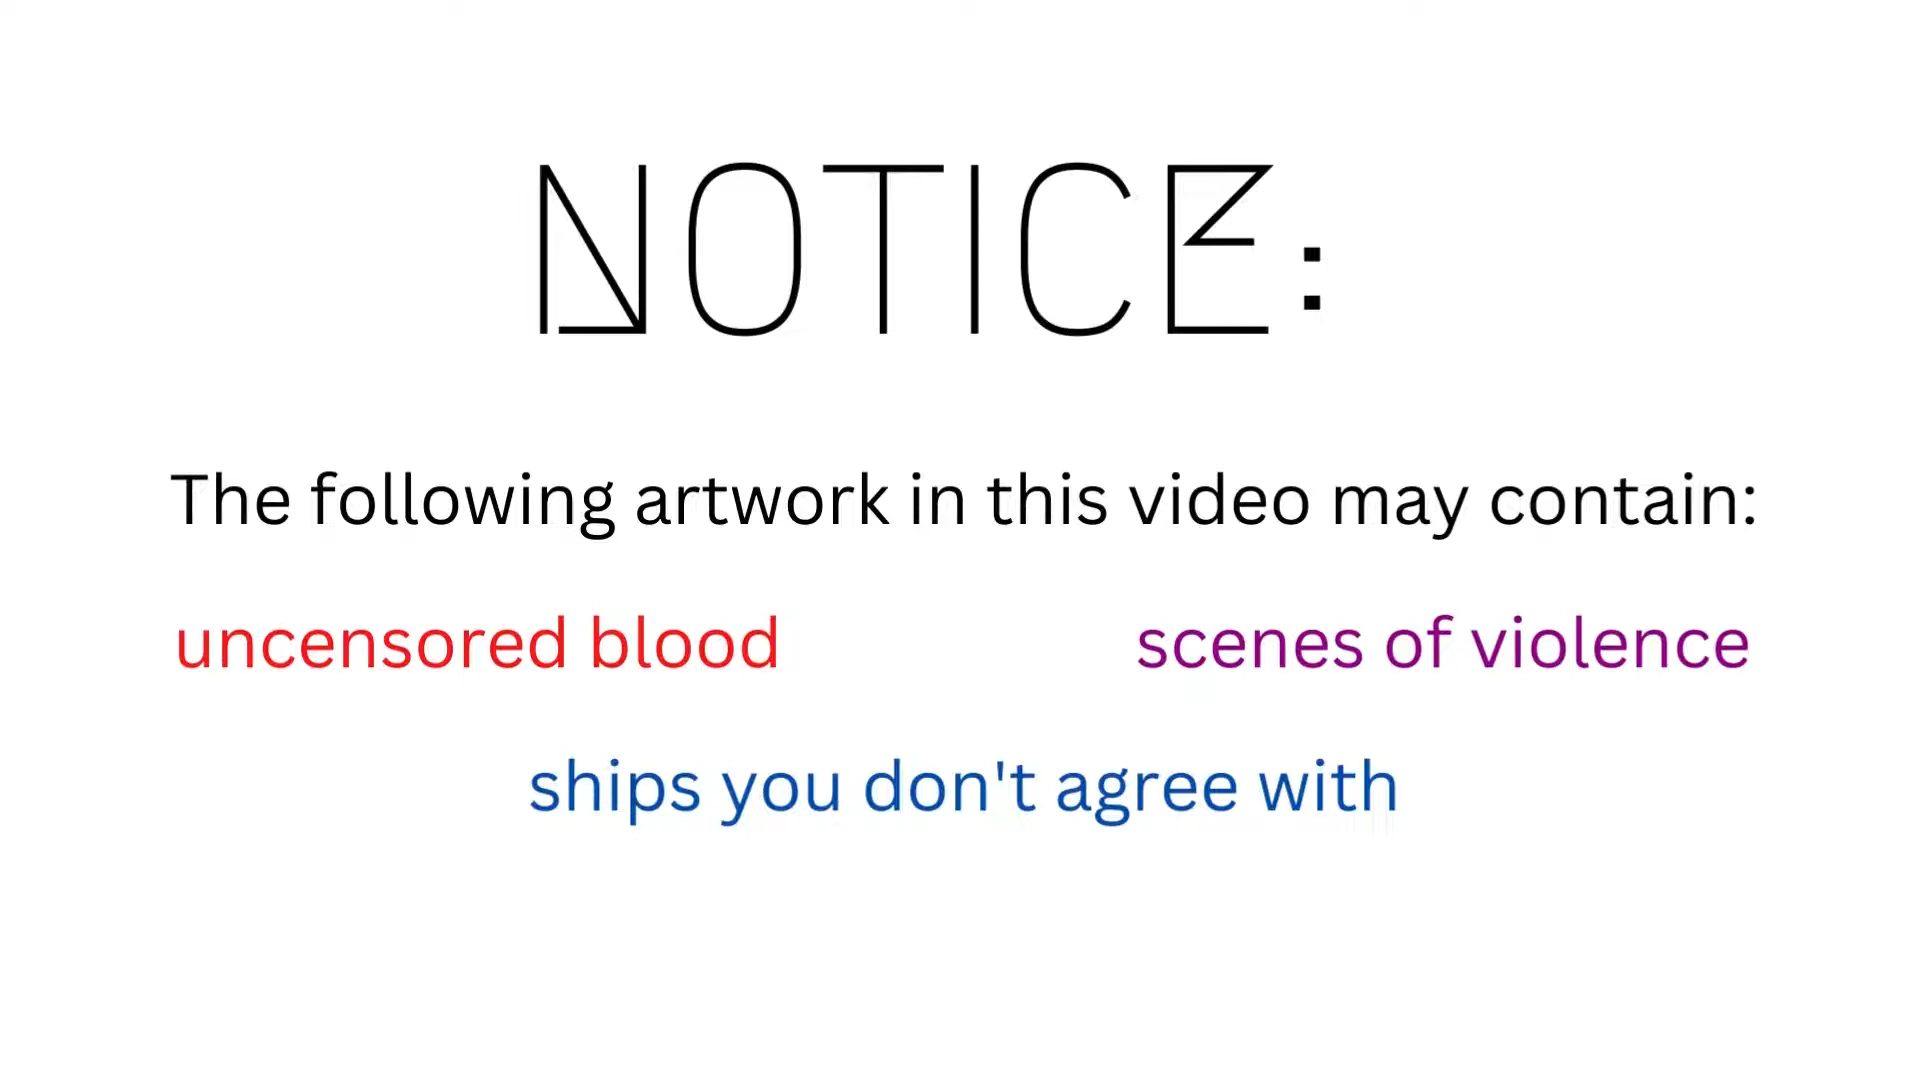 NOTICE:
The following artwork in this video may contain:
uncensored blood
scenes of violence
ships you don't agree with